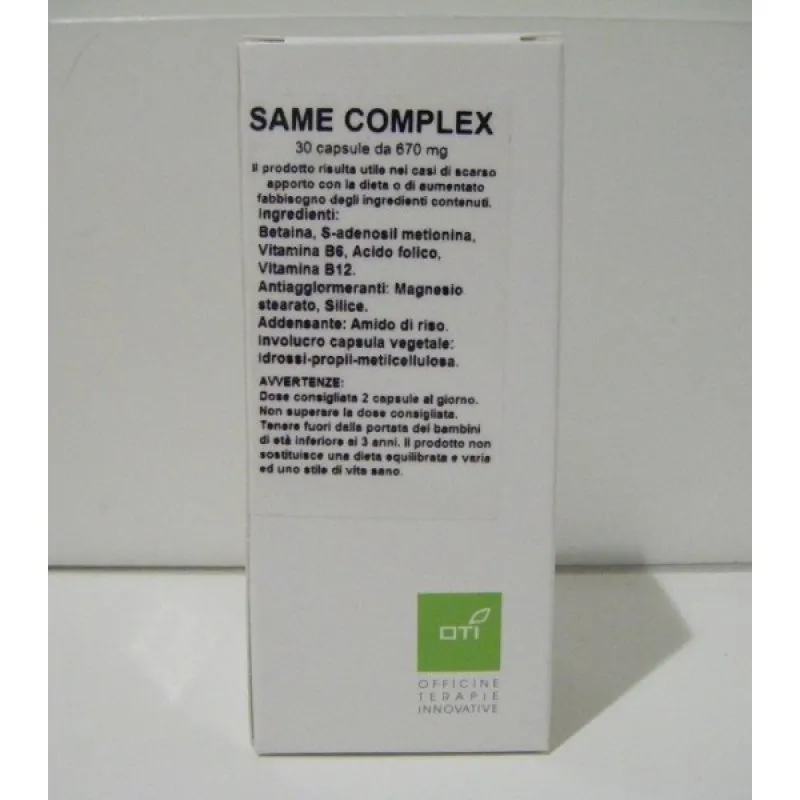 SAME COMPLEX
30 capsule da 670 mg
Il prodotto risulta utile nei casi di scarso
apporto con la dieta o di aumentato
fabbisogno degli ingredienti contenuti.
Ingredienti:
Betaina, S-adenosil metionina,
Vitamina B6, Acido folico,
Vitamina B12.
Antiagglomeranti: Magnesio
stearato, Silice.
Addensante: Amido di riso.
Involucro capsula vegetale:
Idrossi-propil-metilcellulosa.
AVVERTENZE:
Dose consigliata 2 capsule al giorno.
Non superare la dose consigliata.
Tenere fuori dalla portata dei bambini
di età inferiore ai 3 anni. Il prodotto non
sostituisce una dieta equilibrata e varia
ed uno stile di vita sano.
OTI
OFFICINE
TERAPIE
INNOVATIVE